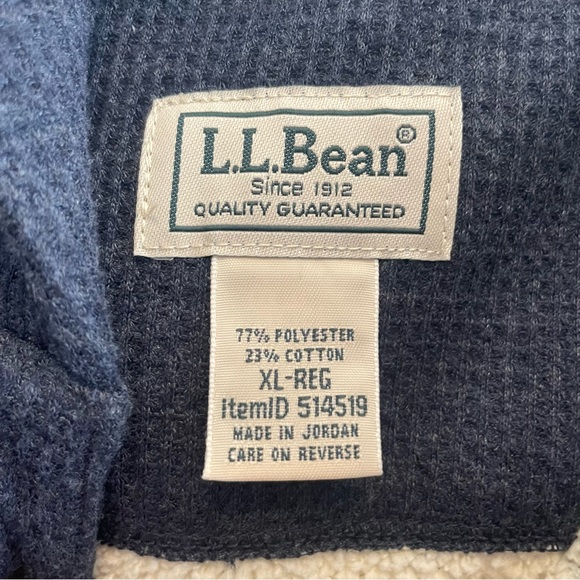 L.L.Bean®
Since 1912
QUALITY GUARANTEED
77% POLYESTER
23% COTTON
XL-REG
itemID 514519
MADE IN JORDAN
CARE ON REVERSE